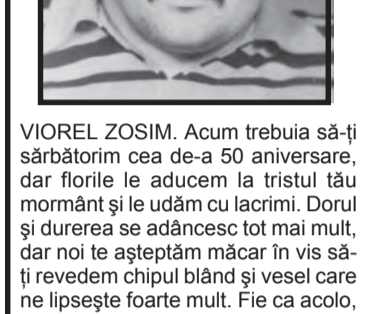 VIOREL ZOSIM. Acum trebuia să-ți
sărbătorim cea de-a 50 aniversare,
dar florile le aducem la tristul tău
mormânt şi le udăm cu lacrimi. Dorul
şi durerea se adâncesc tot mai mult,
dar noi te aşteptăm măcar în vis să-
ți revedem chipul blând şi vesel care
ne lipseşte foarte mult. Fie ca acolo,